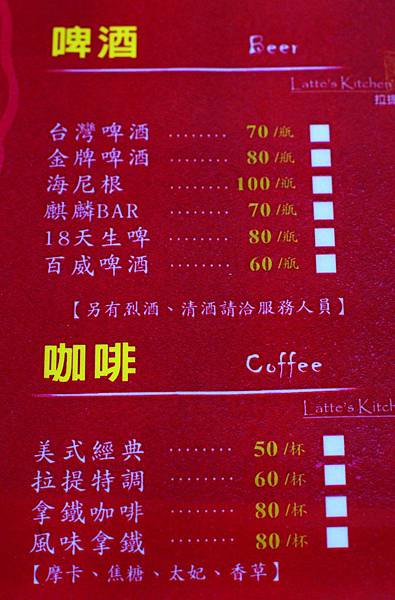 啤酒 Beer
Latte's Kitchen
拉提
台灣啤酒 ........ 70/瓶
金牌啤酒 ........ 80/瓶
海尼根 ........ 100/瓶
麒麟BAR ........ 70/瓶
18天生啤 ........ 80/瓶
百威啤酒 ........ 60/瓶
【另有烈酒、清酒請洽服務人員】
咖啡 Coffee
Latte's Kitch
美式經典 ........ 50/杯
拉提特調 ........ 60/杯
拿鐵咖啡 ........ 80/杯
風味拿鐵 ........ 80/杯
【摩卡、焦糖、太妃、香草】